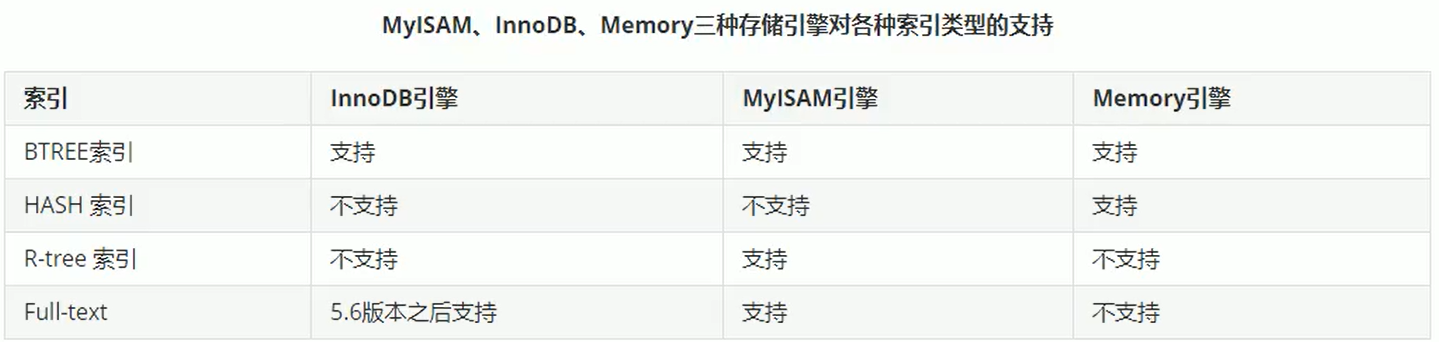 MyISAM、InnoDB、Memory三种存储引擎对各种索引类型的支持
索引 InnoDB引擎 MyISAM引擎 Memory引擎
BTREE索引 支持 支持 支持
HASH 索引 不支持 不支持 支持
R-tree 索引 不支持 支持 不支持
Full-text 5.6版本之后支持 支持 不支持